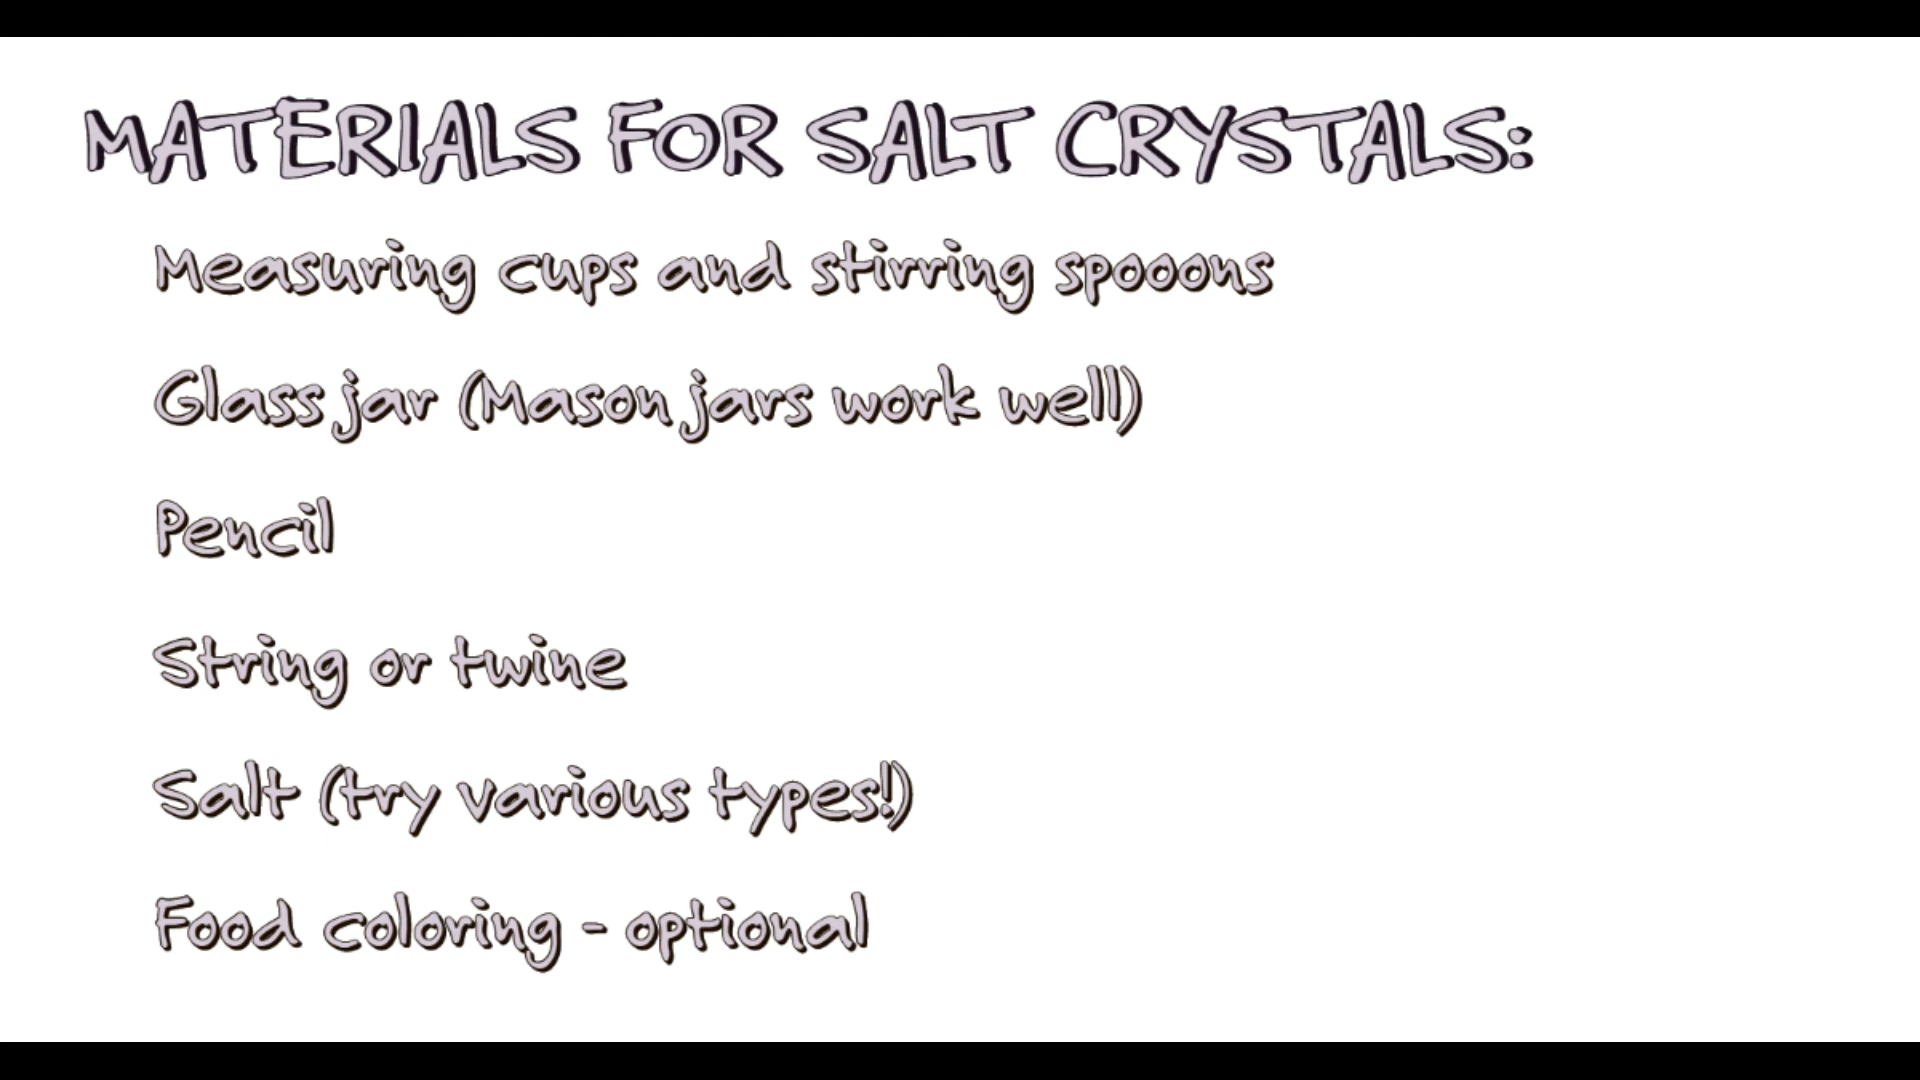 MATERIALS FOR SALT CRYSTALS:
Measuring cups and stirring spooons
Glass jar (Mason jars work well)
Pencil
String or twine
Salt (try various types!)
Food coloring - optional